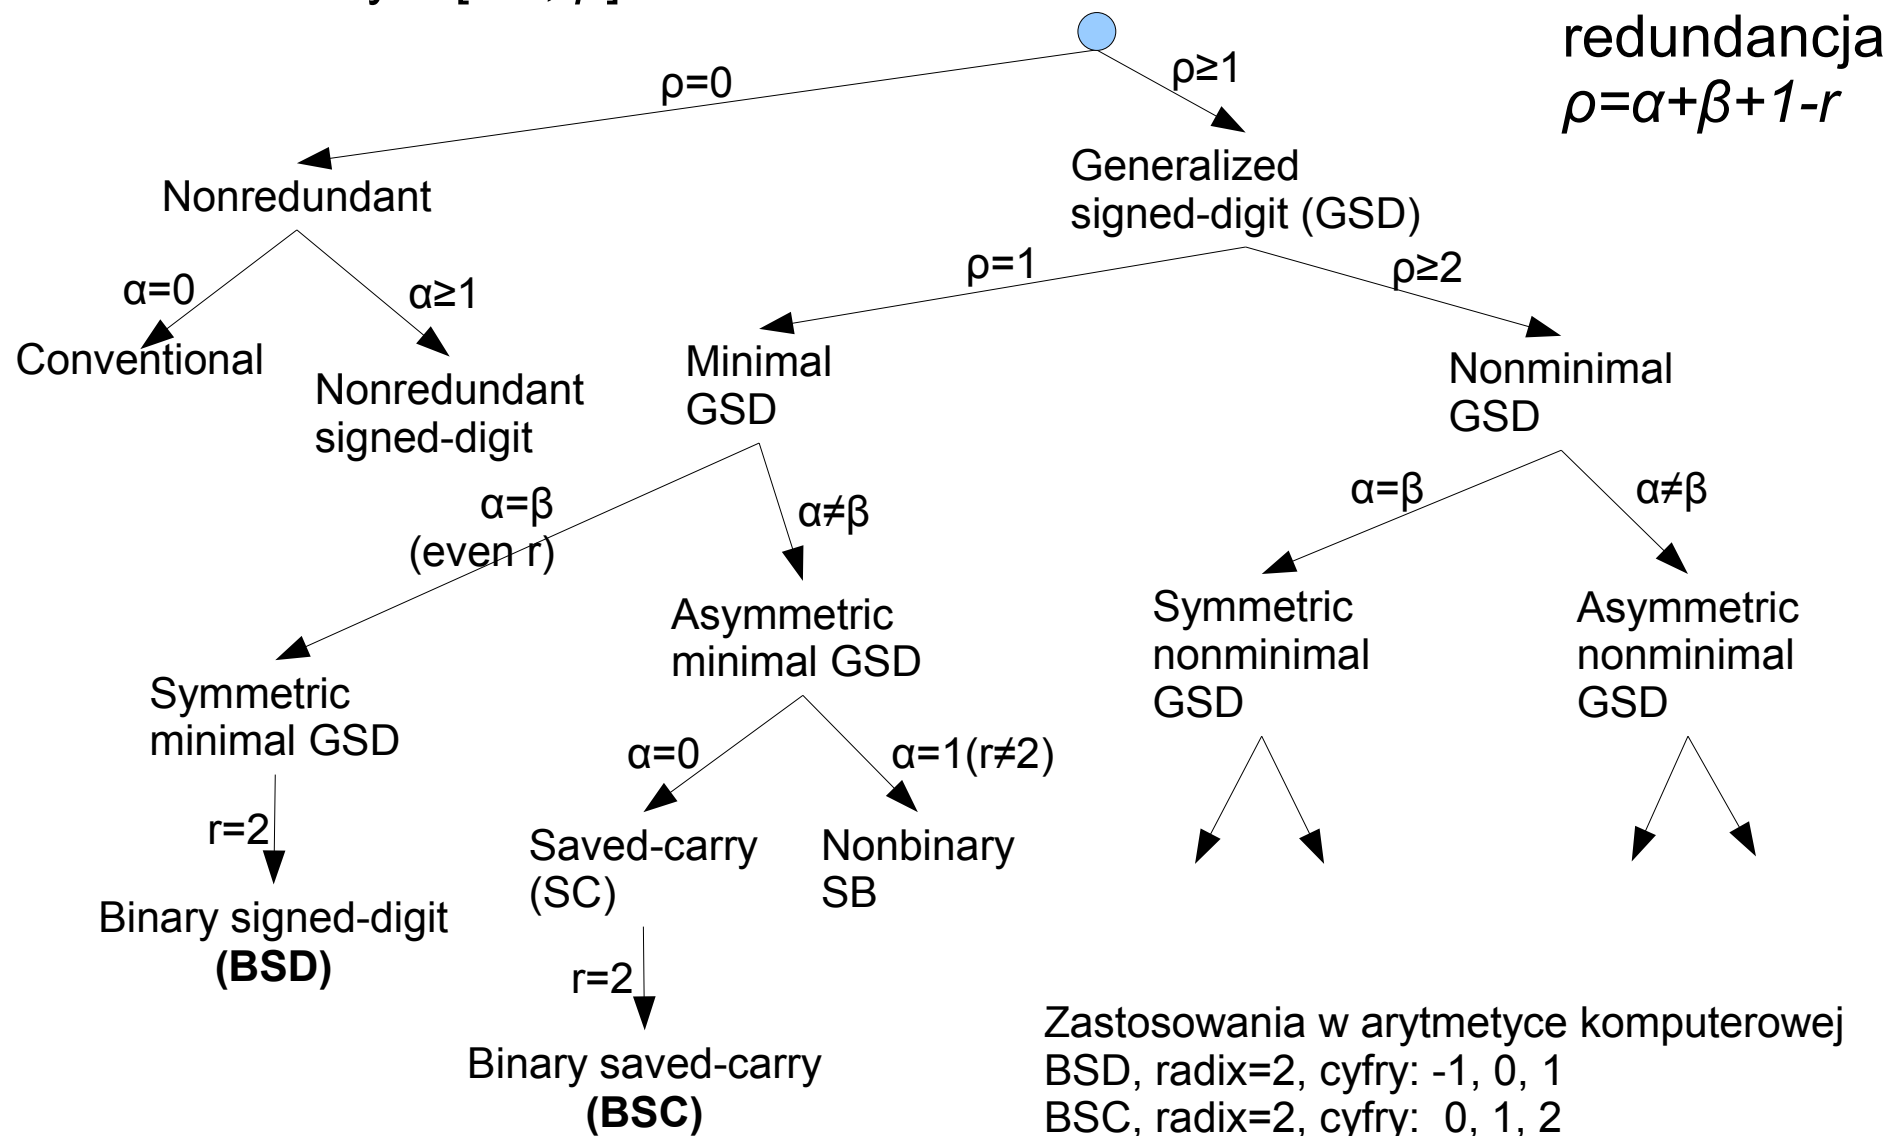 redundancja
ρ=α+β+1-r
ρ=0
ρ≥1
Nonredundant
Generalized
signed-digit (GSD)
α=0
α≥1
ρ=1
ρ≥2
Conventional
Nonredundant
signed-digit
Minimal
GSD
Nonminimal
GSD
α=β
(even r)
α≠β
α=β
α≠β
Symmetric
minimal GSD
Asymmetric
minimal GSD
Symmetric
nonminimal
GSD
Asymmetric
nonminimal
GSD
r=2
α=0
α=1(r≠2)
Binary signed-digit
(BSD)
Saved-carry
(SC)
Nonbinary
SB
r=2
Binary saved-carry
(BSC)
Zastosowania w arytmetyce komputerowej
BSD, radix=2, cyfry: -1, 0, 1
BSC, radix=2, cyfry:  0, 1, 2